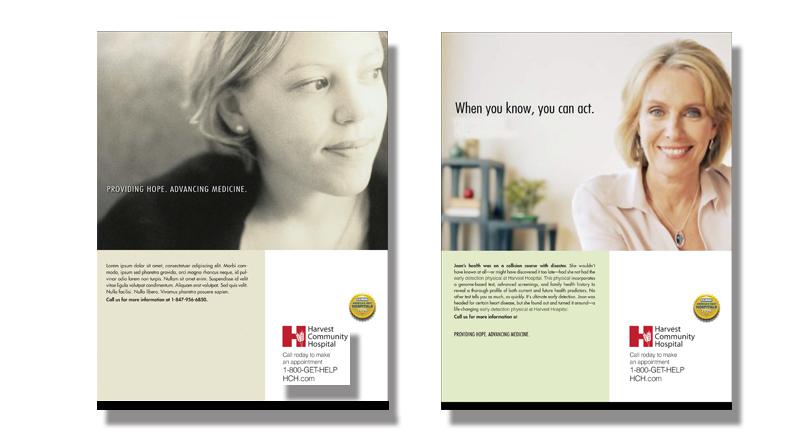 PROVIDING HOPE. ADVANCING MEDICINE.
Lorem ipsum dolor sit amet, consectetuer adipiscing elit. Morbi com-
modo, ipsum sed pharetra gravida, orci magna rhoncus neque, id pul-
vinar odio lorem non turpis. Nullam sit amet enim. Suspendisse id velit
vitae ligula volutpat condimentum. Aliquam erat volutpat. Sed quis velit.
Nulla facilisi. Nulla libero. Vivamus pharetra posuere sapien.
Call us for more information at 1-847-956-6850.
Harvest
Community
Hospital
Call roday to make
an appointment
1-800-GET-HELP
HCH.com
When you know, you can act.
Joan's health was on a collision course with disaster. She wouldn't
have known at all—or might have discovered it too late—had she not had the
early detection physical at Harvest Hospital. This physical incorporates
a genome-based test, advanced screenings, and family health history to
reveal a thorough profile of both current and future health predictors. No
other test tells you as much, as quickly. It's ultimate early detection. Joan was
headed for certain heart disease, but she found out and turned it around—a
life-changing early detection physical at Harvest Hospital.
Call us for more information at
PROVIDING HOPE. ADVANCING MEDICINE.
Harvest
Community
Hospital
Call roday to make
an appointment
1-800-GET-HELP
HCH.com